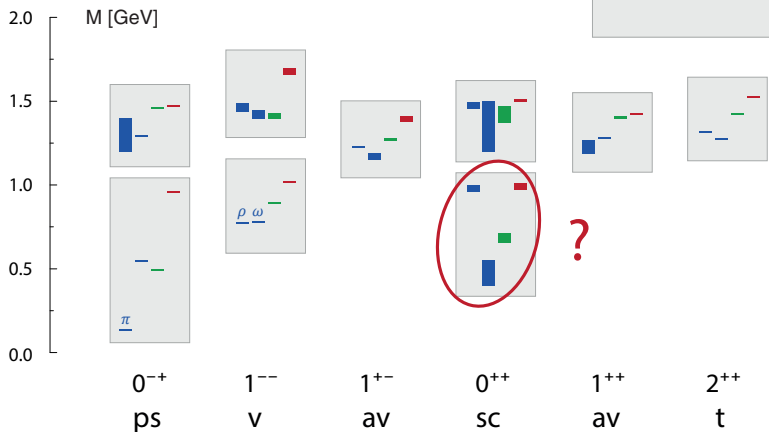 M [GeV]
2.0
1.5
1.0
0.5
0.0
π
ρ ω
?
0⁻⁺ 1⁻⁻ 1⁺⁻ 0⁺⁺ 1⁺⁺ 2⁺⁺
ps v av sc av t